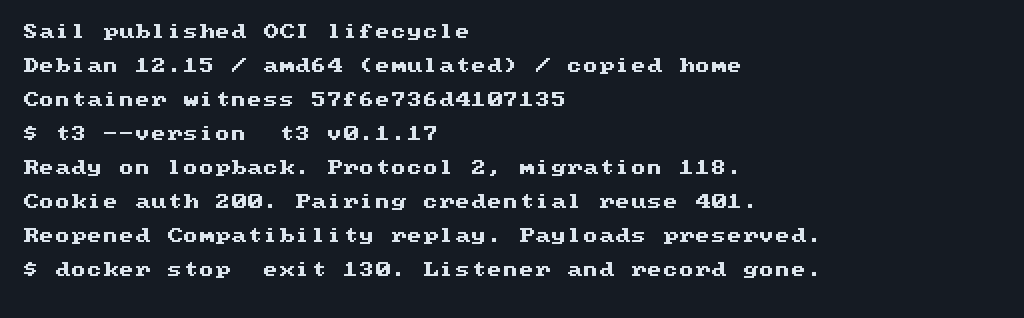 Sail published OCI lifecycle
Debian 12.15 / amd64 (emulated) / copied home
Container witness 57f6e736d4107135
$ t3 --version  t3 v0.1.17
Ready on loopback. Protocol 2, migration 118.
Cookie auth 200. Pairing credential reuse 401.
Reopened Compatibility replay. Payloads preserved.
$ docker stop  exit 130. Listener and record gone.